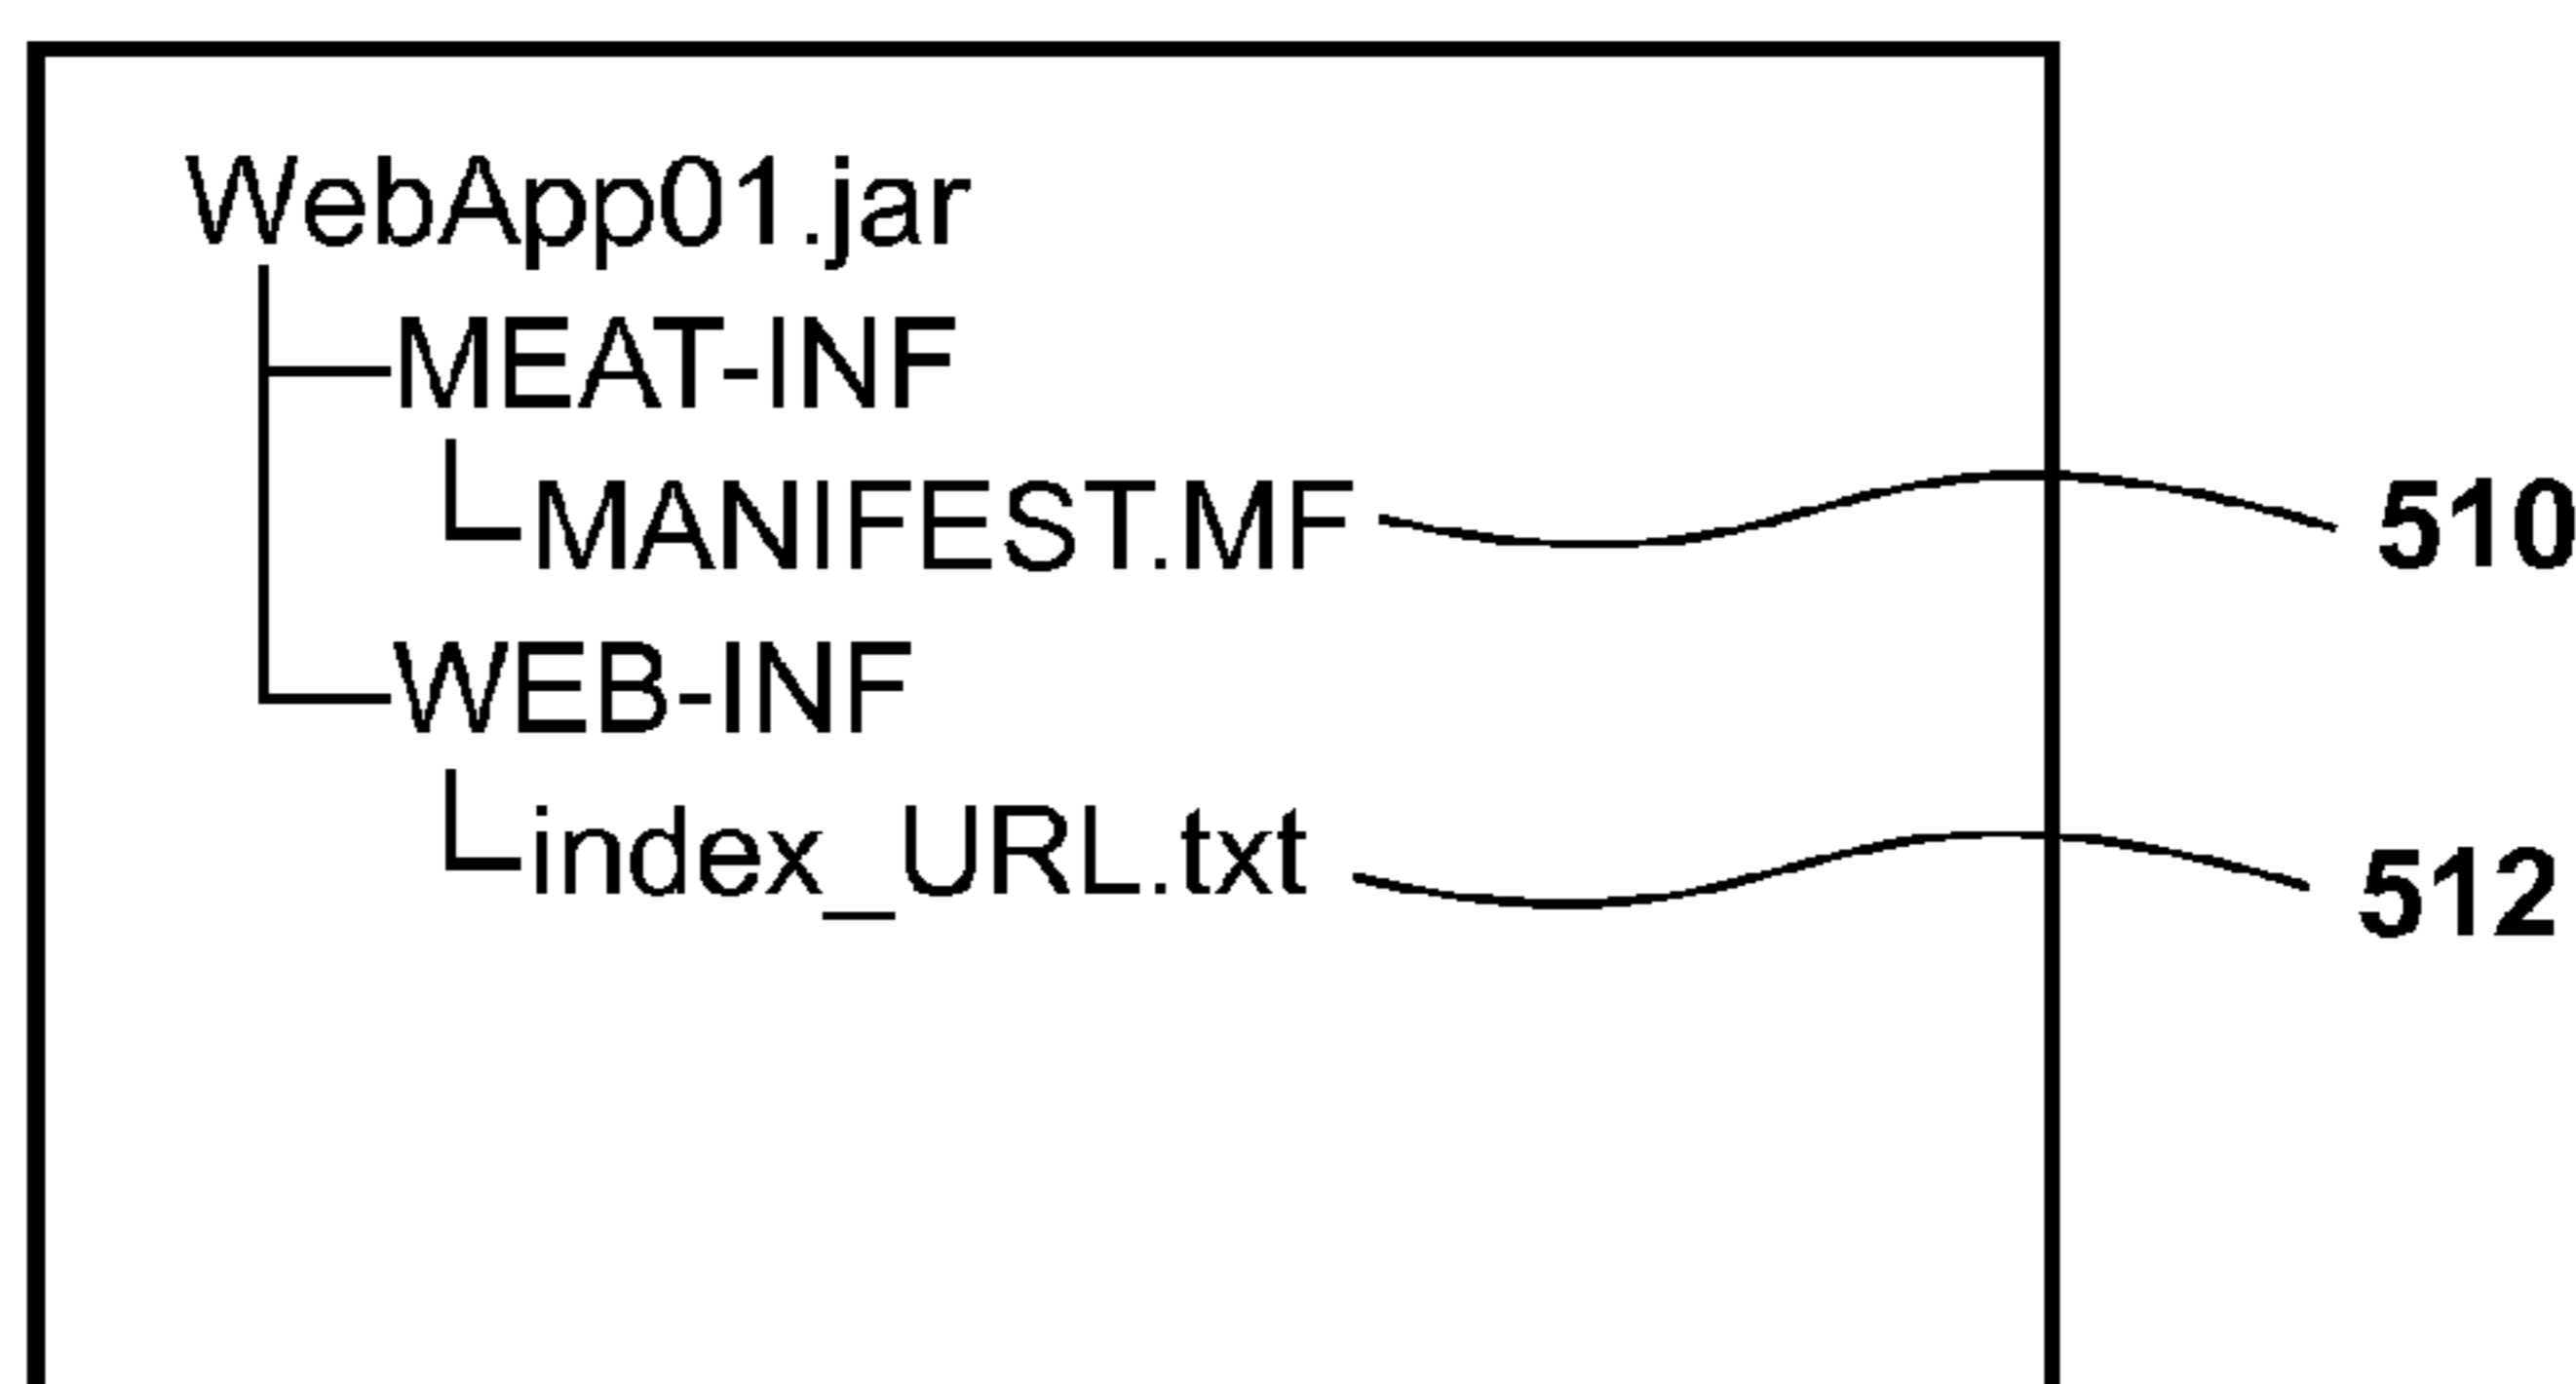 WebApp01.jar
MEAT-INF
MANIFEST.MF
510
WEB-INF
index_URL.txt
512